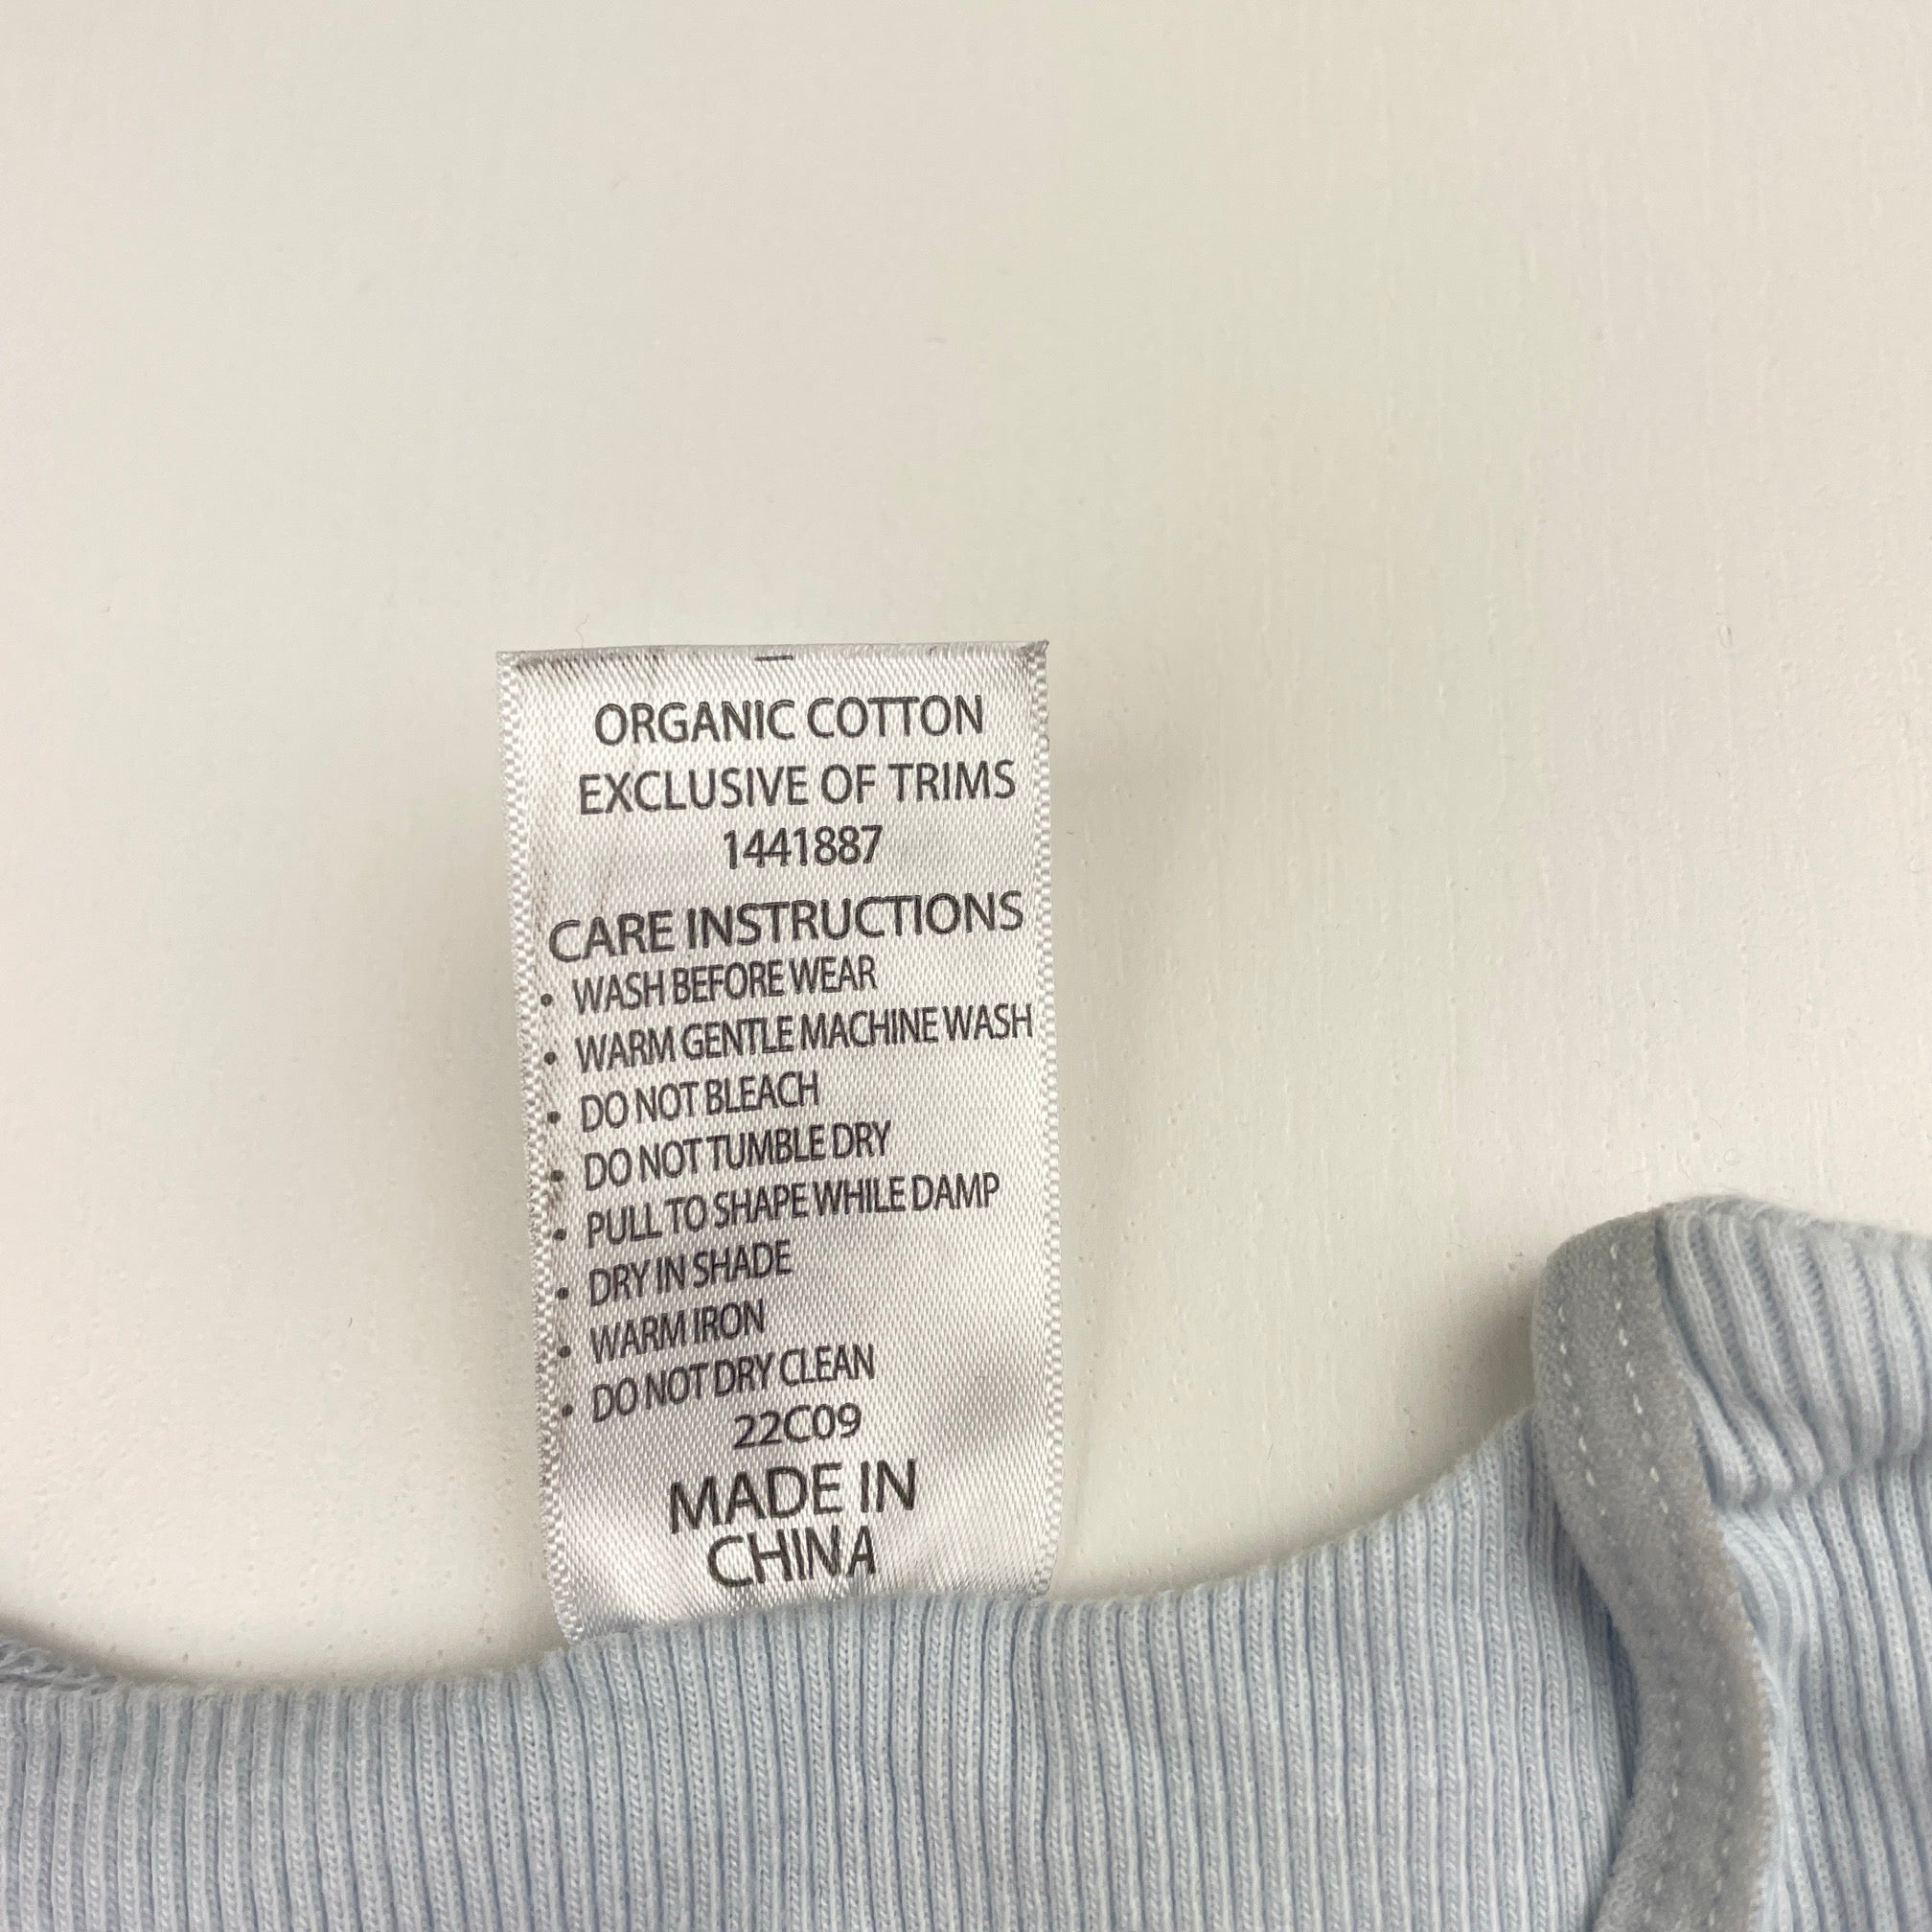 ORGANIC COTTON
EXCLUSIVE OF TRIMS
1441887
CARE INSTRUCTIONS
• WASH BEFORE WEAR
• WARM GENTLE MACHINE WASH
• DO NOT BLEACH
• DO NOT TUMBLE DRY
• PULL TO SHAPE WHILE DAMP
• DRY IN SHADE
• WARM IRON
• DO NOT DRY CLEAN
22C09
MADE IN
CHINA